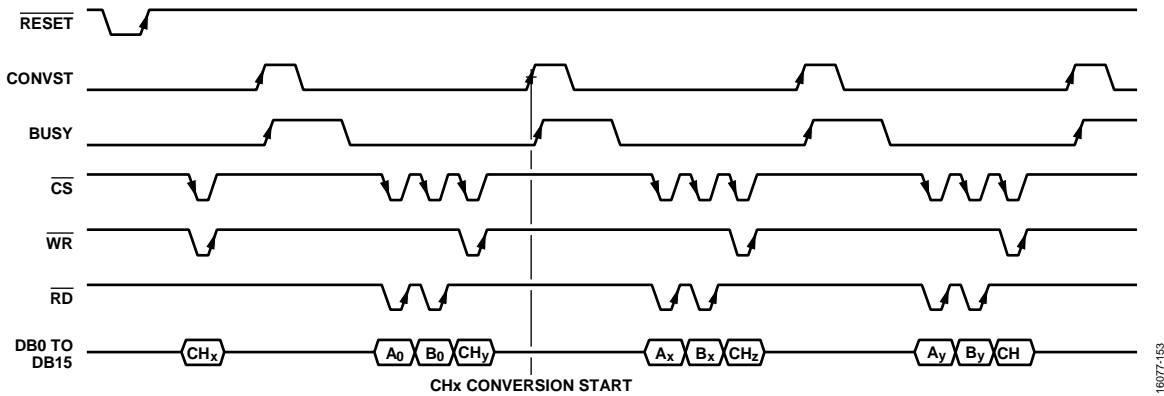 RESET
CONVST
BUSY
CS
WR
RD
DB0 TO
DB15
CHx A0 B0 CHy Ax Bx CHz Ay By CH
CHx CONVERSION START
16077-153